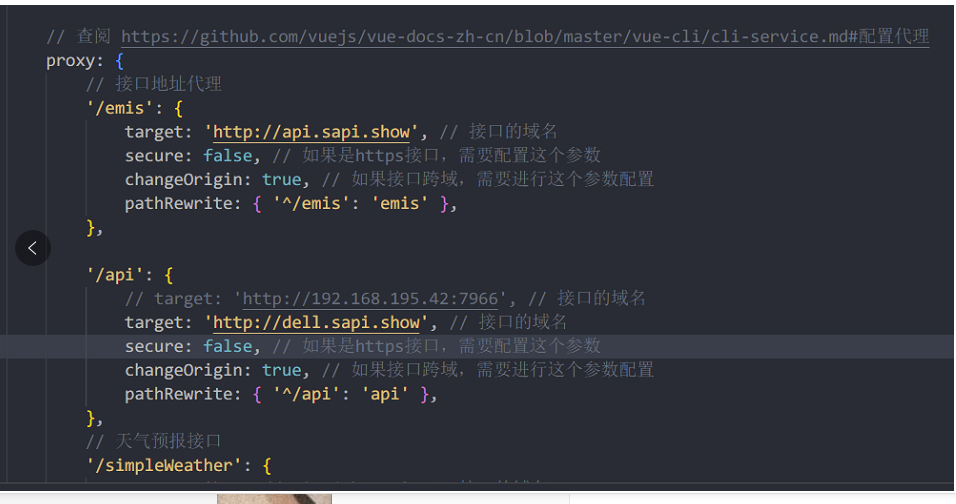 // 查阅 https://github.com/vuejs/vue-docs-zh-cn/blob/master/vue-cli/cli-service.md#配置代理
proxy: {
// 接口地址代理
'/emis': {
target: 'http://api.sapi.show', // 接口的域名
secure: false, // 如果是https接口，需要配置这个参数
changeOrigin: true, // 如果接口跨域，需要进行这个参数配置
pathRewrite: { '^/emis': 'emis' },
},
'/api': {
// target: 'http://192.168.195.42:7966', // 接口的域名
target: 'http://dell.sapi.show', // 接口的域名
secure: false, // 如果是https接口，需要配置这个参数
changeOrigin: true, // 如果接口跨域，需要进行这个参数配置
pathRewrite: { '^/api': 'api' },
},
// 天气预报接口
'/simpleWeather': {